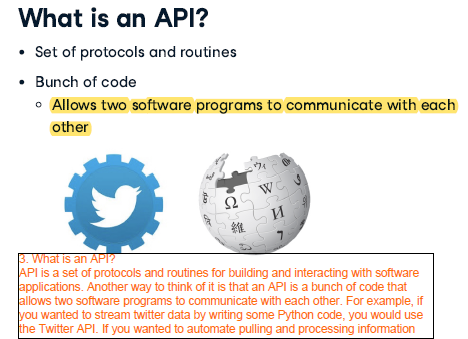 What is an API?
• Set of protocols and routines
• Bunch of code
○ Allows two software programs to communicate with each
other
Ω
W
И
維
3. What is an API?
API is a set of protocols and routines for building and interacting with software
applications. Another way to think of it is that an API is a bunch of code that
allows two software programs to communicate with each other. For example, if
you wanted to stream twitter data by writing some Python code, you would use
the Twitter API. If you wanted to automate pulling and processing information